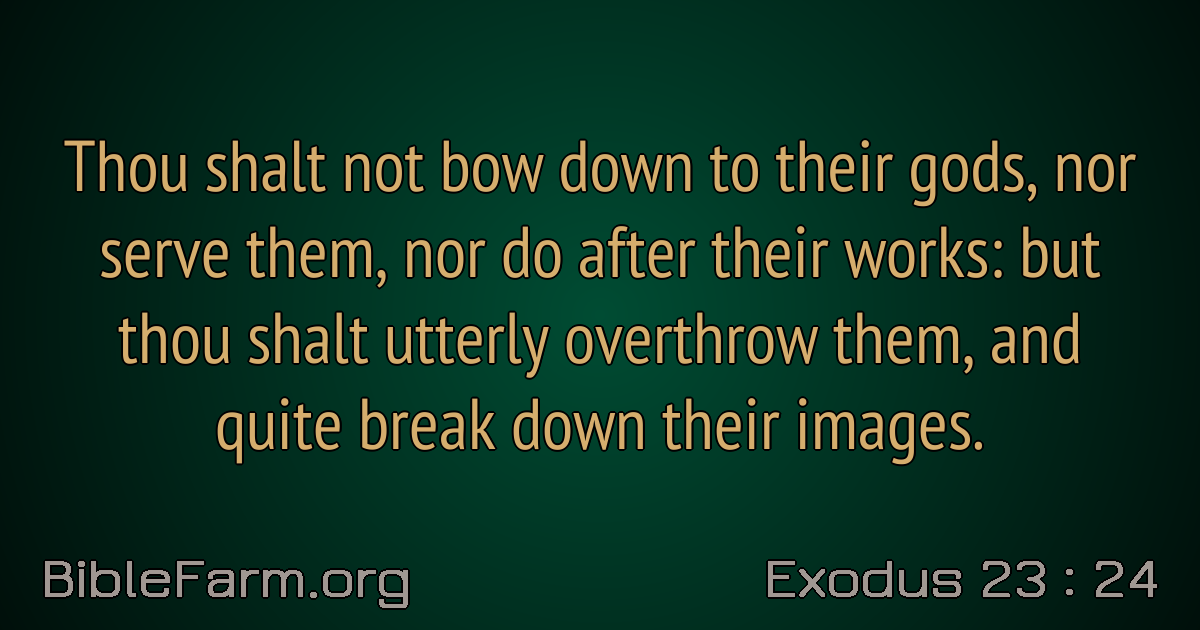 Thou shalt not bow down to their gods, nor
serve them, nor do after their works: but
thou shalt utterly overthrow them, and
quite break down their images.
BibleFarm.org
Exodus 23 : 24